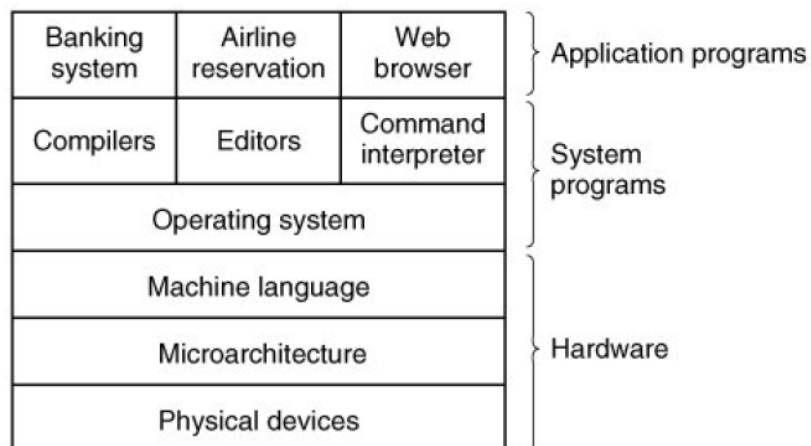 Banking
system
Airline
reservation
Web
browser
Application programs
Compilers
Editors
Command
interpreter
System
programs
Operating system
Machine language
Microarchitecture
Hardware
Physical devices